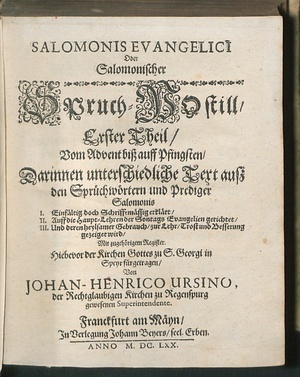 SALOMONIS EVANGELICI
Oder
Salomonischer
Spruch-Postill/
Erster Theil/
Vom Advent biß auff Pfingsten/
Darinnen unterschiedliche Text auß
den Sprüchwörtern und Prediger
Salomonis
I. Einfältig doch Schrifftmässig erklärt/
II. Auff die Haupt-Lehren der Sontags Evangelien gerichtet/
III. Und deren heylsamer Gebrauch/ zur Lehr/ Trost und Besserung
gezeiget wird/
Mit zugehörigem Register.
Hiebevor der Kirchen Gottes zu S. Georgi in
Speyr fürgetragen/
Von
JOHAN-HENRICO URSINO,
der Rechtglaubigen Kirchen zu Regenspurg
gewesenen Superintendente.
Franckfurt am Mäyn/
In Verlegung Johann Beyers/ seel. Erben.
ANNO M. DC. LXX.